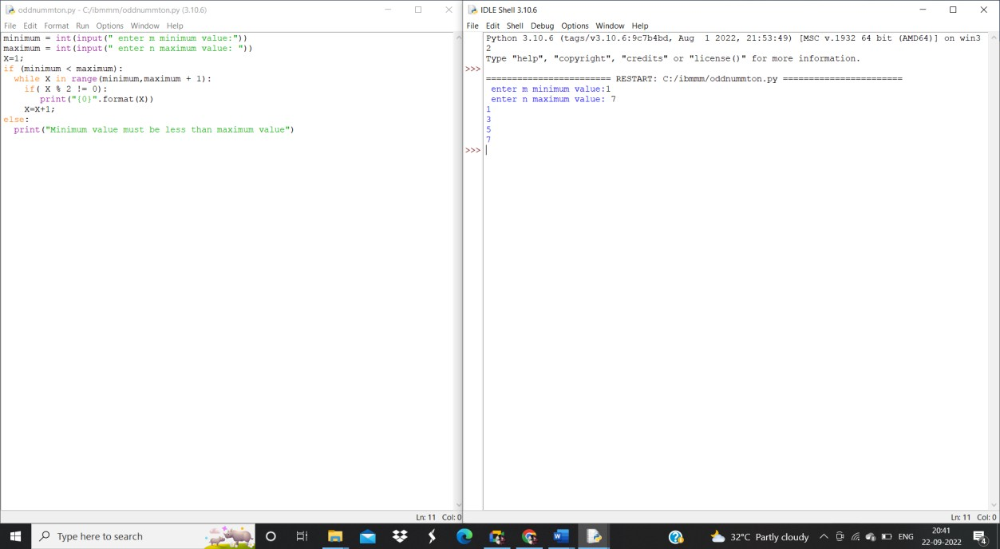 oddnummton.py - C:/ibmmm/oddnummton.py (3.10.6)
File Edit Format Run Options Window Help
minimum = int(input(" enter m minimum value:"))
maximum = int(input(" enter n maximum value: "))
X=1;
if (minimum < maximum):
  while X in range(minimum,maximum + 1):
    if( X % 2 != 0):
       print("{0}".format(X))
    X=X+1;
else:
  print("Minimum value must be less than maximum value")
Ln: 11 Col: 0
IDLE Shell 3.10.6
File Edit Shell Debug Options Window Help
Python 3.10.6 (tags/v3.10.6:9c7b4bd, Aug  1 2022, 21:53:49) [MSC v.1932 64 bit (AMD64)] on win3
2
Type "help", "copyright", "credits" or "license()" for more information.
>>>
======================== RESTART: C:/ibmmm/oddnummton.py =======================
 enter m minimum value:1
 enter n maximum value: 7
1
3
5
7
>>>
Ln: 11 Col: 0
Type here to search
32°C Partly cloudy
ENG
20:41
22-09-2022
4